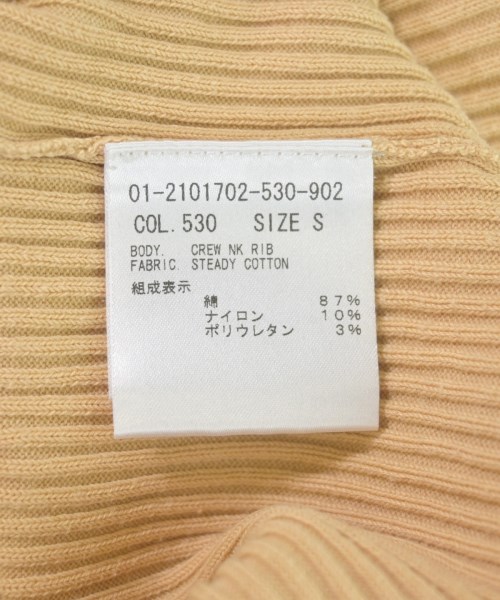 01-2101702-530-902
COL.530 SIZE S
BODY. CREW NK RIB
FABRIC. STEADY COTTON
組成表示
綿 87%
ナイロン 10%
ポリウレタン 3%